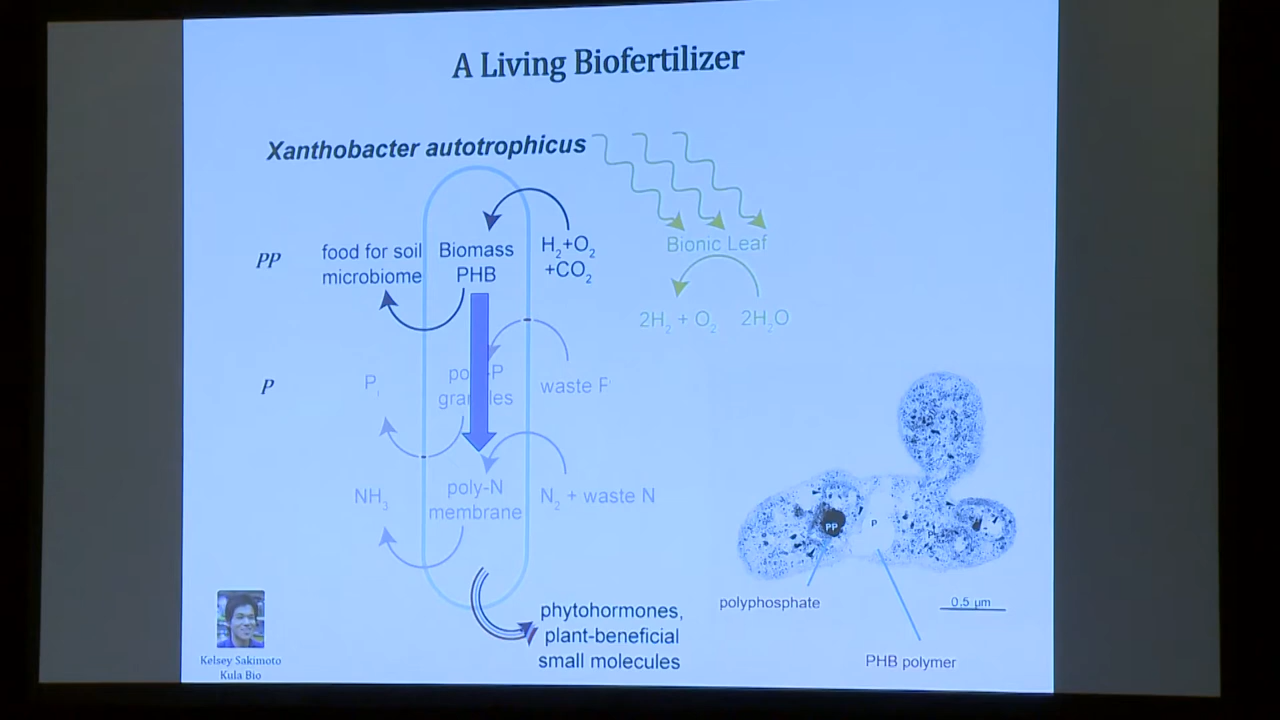 A Living Biofertilizer
Xanthobacter autotrophicus
PP
food for soil
microbiome
Biomass
PHB
H₂+O₂
+CO₂
Bionic Leaf
2H₂ + O₂
2H₂O
P
Pᵢ
waste P
NH₃
poly-N
membrane
N₂ + waste N
phytohormones,
plant-beneficial
small molecules
PP
P
polyphosphate
0.5 µm
PHB polymer
Kelsey Sakimoto
Kula Bio